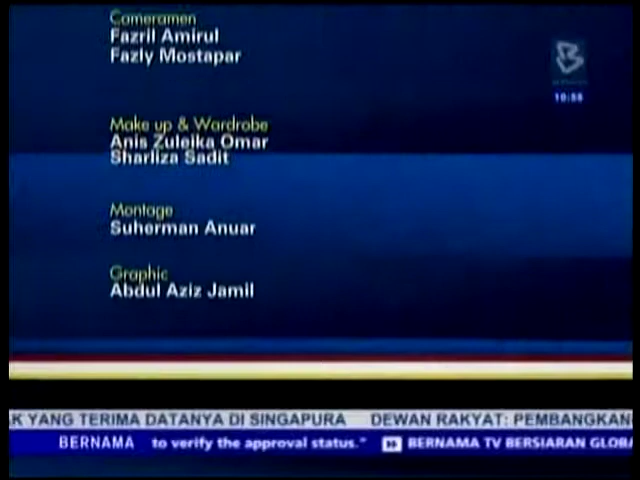 Cameramen
Fazril Amirul
Fazly Mostapar
10:56
Make up & Wardrobe
Anis Zuleika Omar
Sharliza Sadit
Montage
Suherman Anuar
Graphic
Abdul Aziz Jamil
K YANG TERIMA DATANYA DI SINGAPURA DEWAN RAKYAT: PEMBANGKAN
BERNAMA to verify the approval status." BERNAMA TV BERSIARAN GLOBA